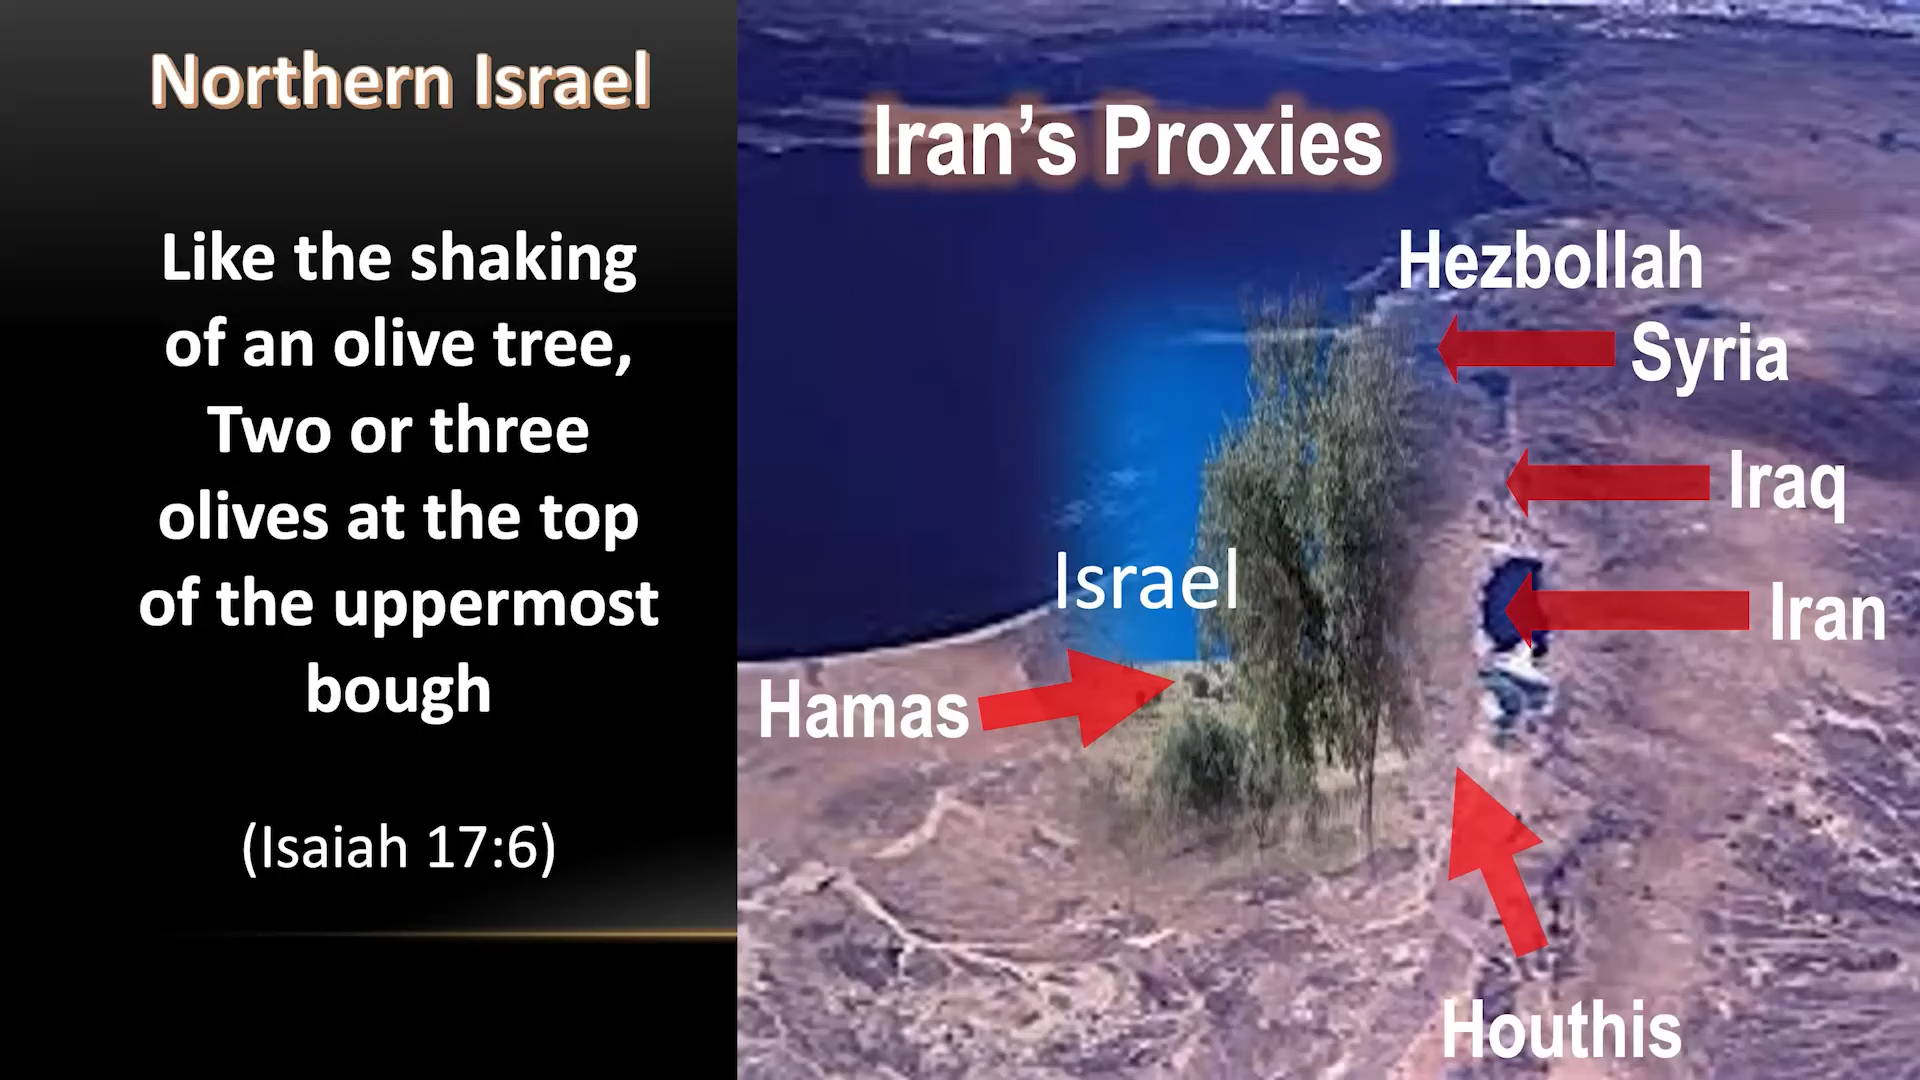 Northern Israel
Like the shaking
of an olive tree,
Two or three
olives at the top
of the uppermost
bough
(Isaiah 17:6)
Iran’s Proxies
Hezbollah
Syria
Iraq
Israel
Iran
Hamas
Houthis